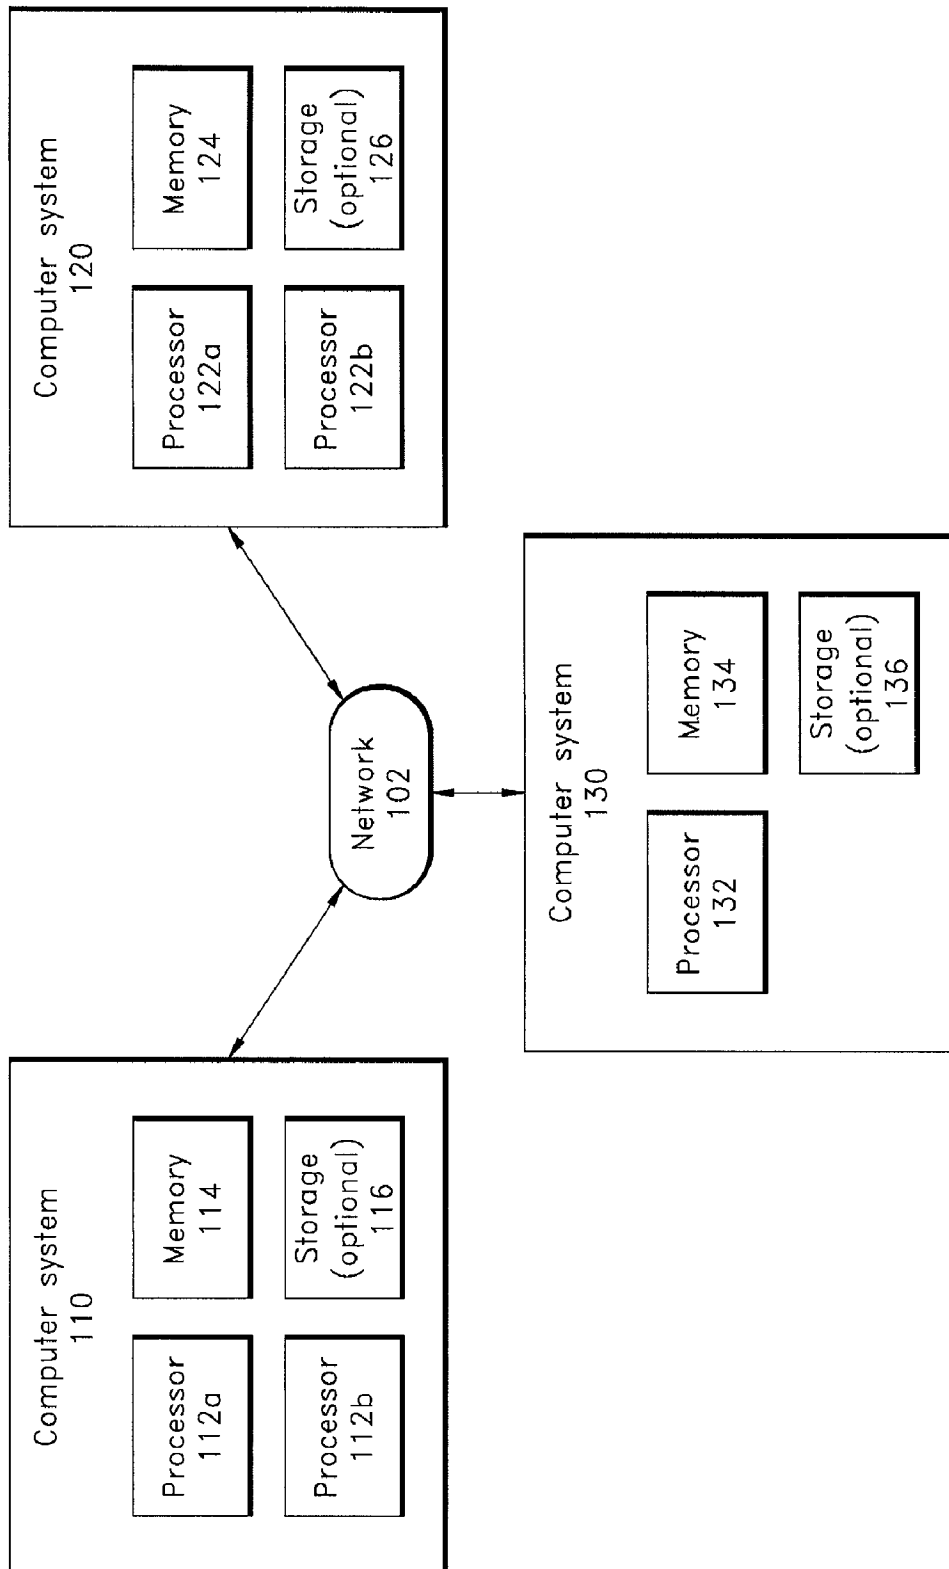 Computer system
110
Processor
112a
Memory
114
Processor
112b
Storage
(optional)
116
Network
102
Computer system
120
Processor
122a
Memory
124
Processor
122b
Storage
(optional)
126
Computer system
130
Processor
132
Memory
134
Storage
(optional)
136